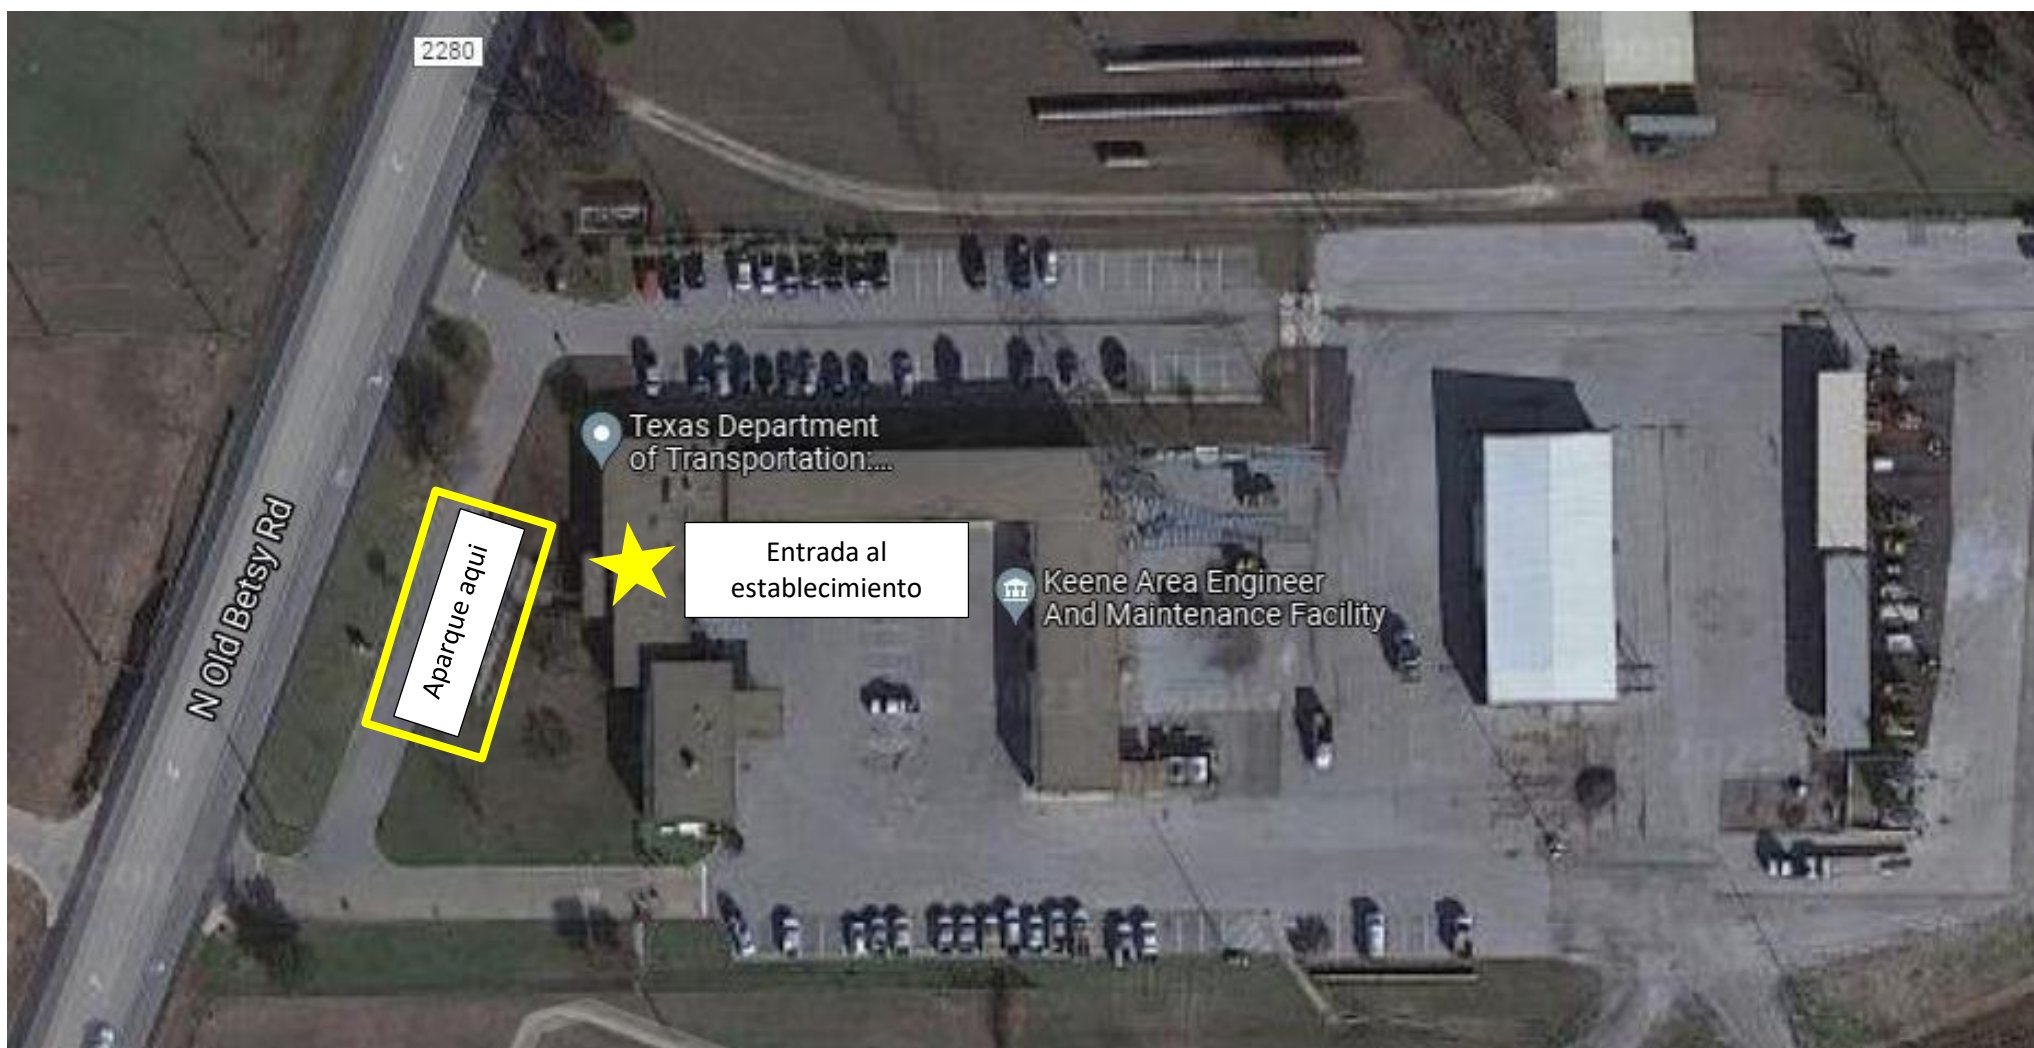 2280
Texas Department
of Transportation:...
N Old Betsy Rd
Aparque aqui
Entrada al
establecimiento
Keene Area Engineer
And Maintenance Facility